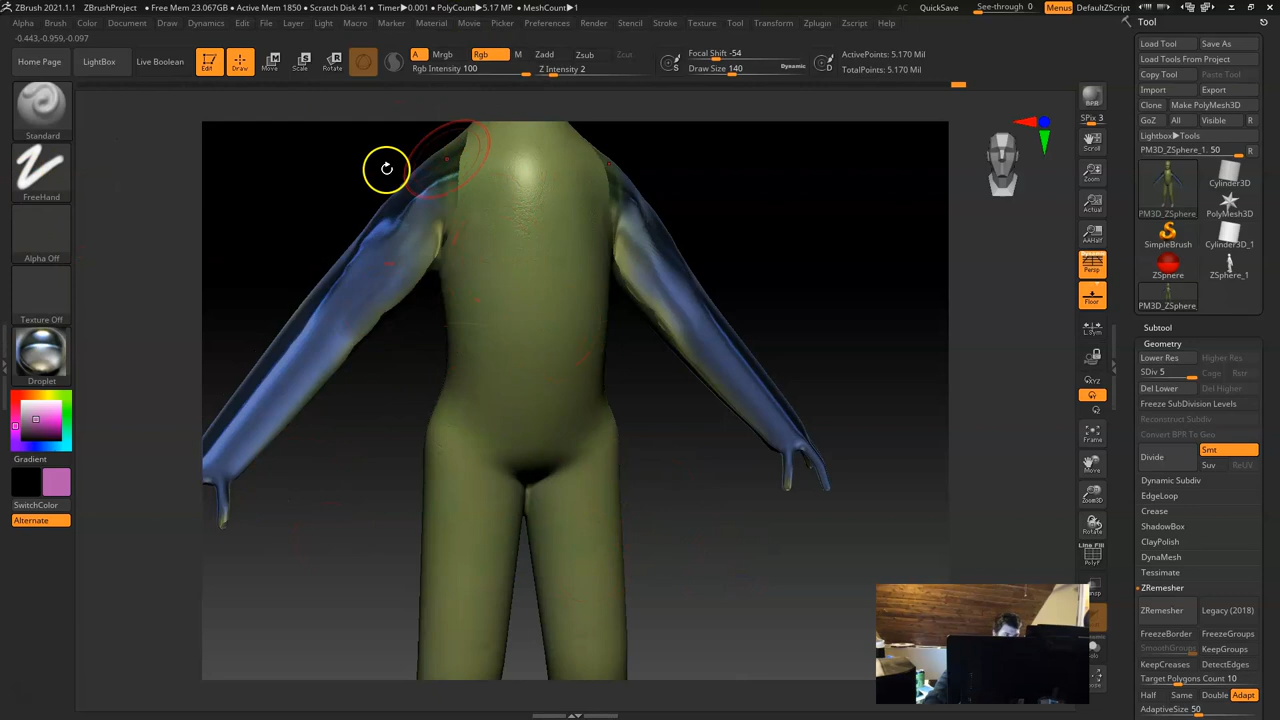 ZBrush 2021.1.1 ZBrushProject • Free Mem 23.067GB • Active Mem 1850 • Scratch Disk 41 • Timer▶0.001 • PolyCount▶5.17 MP • MeshCount▶1 AC QuickSave See-through 0 Menus DefaultZScript
Alpha Brush Color Document Draw Dynamics Edit File Layer Light Macro Marker Material Movie Picker Preferences Render Stencil Stroke Texture Tool Transform Zplugin Zscript Help
-0.443,-0.959,-0.097
Home Page LightBox Live Boolean Edit Draw Move Scale Rotate
A Mrgb Rgb M Zadd Zsub Zcut
Rgb Intensity 100 Z Intensity 2
S Focal Shift -54
Draw Size 140 Dynamic D
ActivePoints: 5.170 Mil
TotalPoints: 5.170 Mil
Standard
FreeHand
Alpha Off
Texture Off
Droplet
Gradient
SwitchColor
Alternate
BPR
SPix 3
Scroll
Zoom
Actual
AAHalf
Dynamic
Persp
Floor
L.Sym
XYZ
Y
Z
Frame
Move
Zoom3D
Rotate
Line Fill
PolyF
Tool
Load Tool Save As
Load Tools From Project
Copy Tool Paste Tool
Import Export
Clone Make PolyMesh3D
GoZ All Visible R
Lightbox▶Tools
PM3D_ZSphere_1. 50 R
PM3D_ZSphere_ Cylinder3D
PolyMesh3D
SimpleBrush Cylinder3D_1
ZSphere ZSphere_1
PM3D_ZSphere_
Subtool
Geometry
Lower Res Higher Res
SDiv 5 Cage Rstr
Del Lower Del Higher
Freeze SubDivision Levels
Reconstruct Subdiv
Convert BPR To Geo
Divide Smt
Suv ReUV
Dynamic Subdiv
EdgeLoop
Crease
ShadowBox
ClayPolish
DynaMesh
Tessimate
ZRemesher
ZRemesher Legacy (2018)
FreezeBorder FreezeGroups
SmoothGroups KeepGroups
KeepCreases DetectEdges
Target Polygons Count 10
Half Same Double Adapt
AdaptiveSize 50